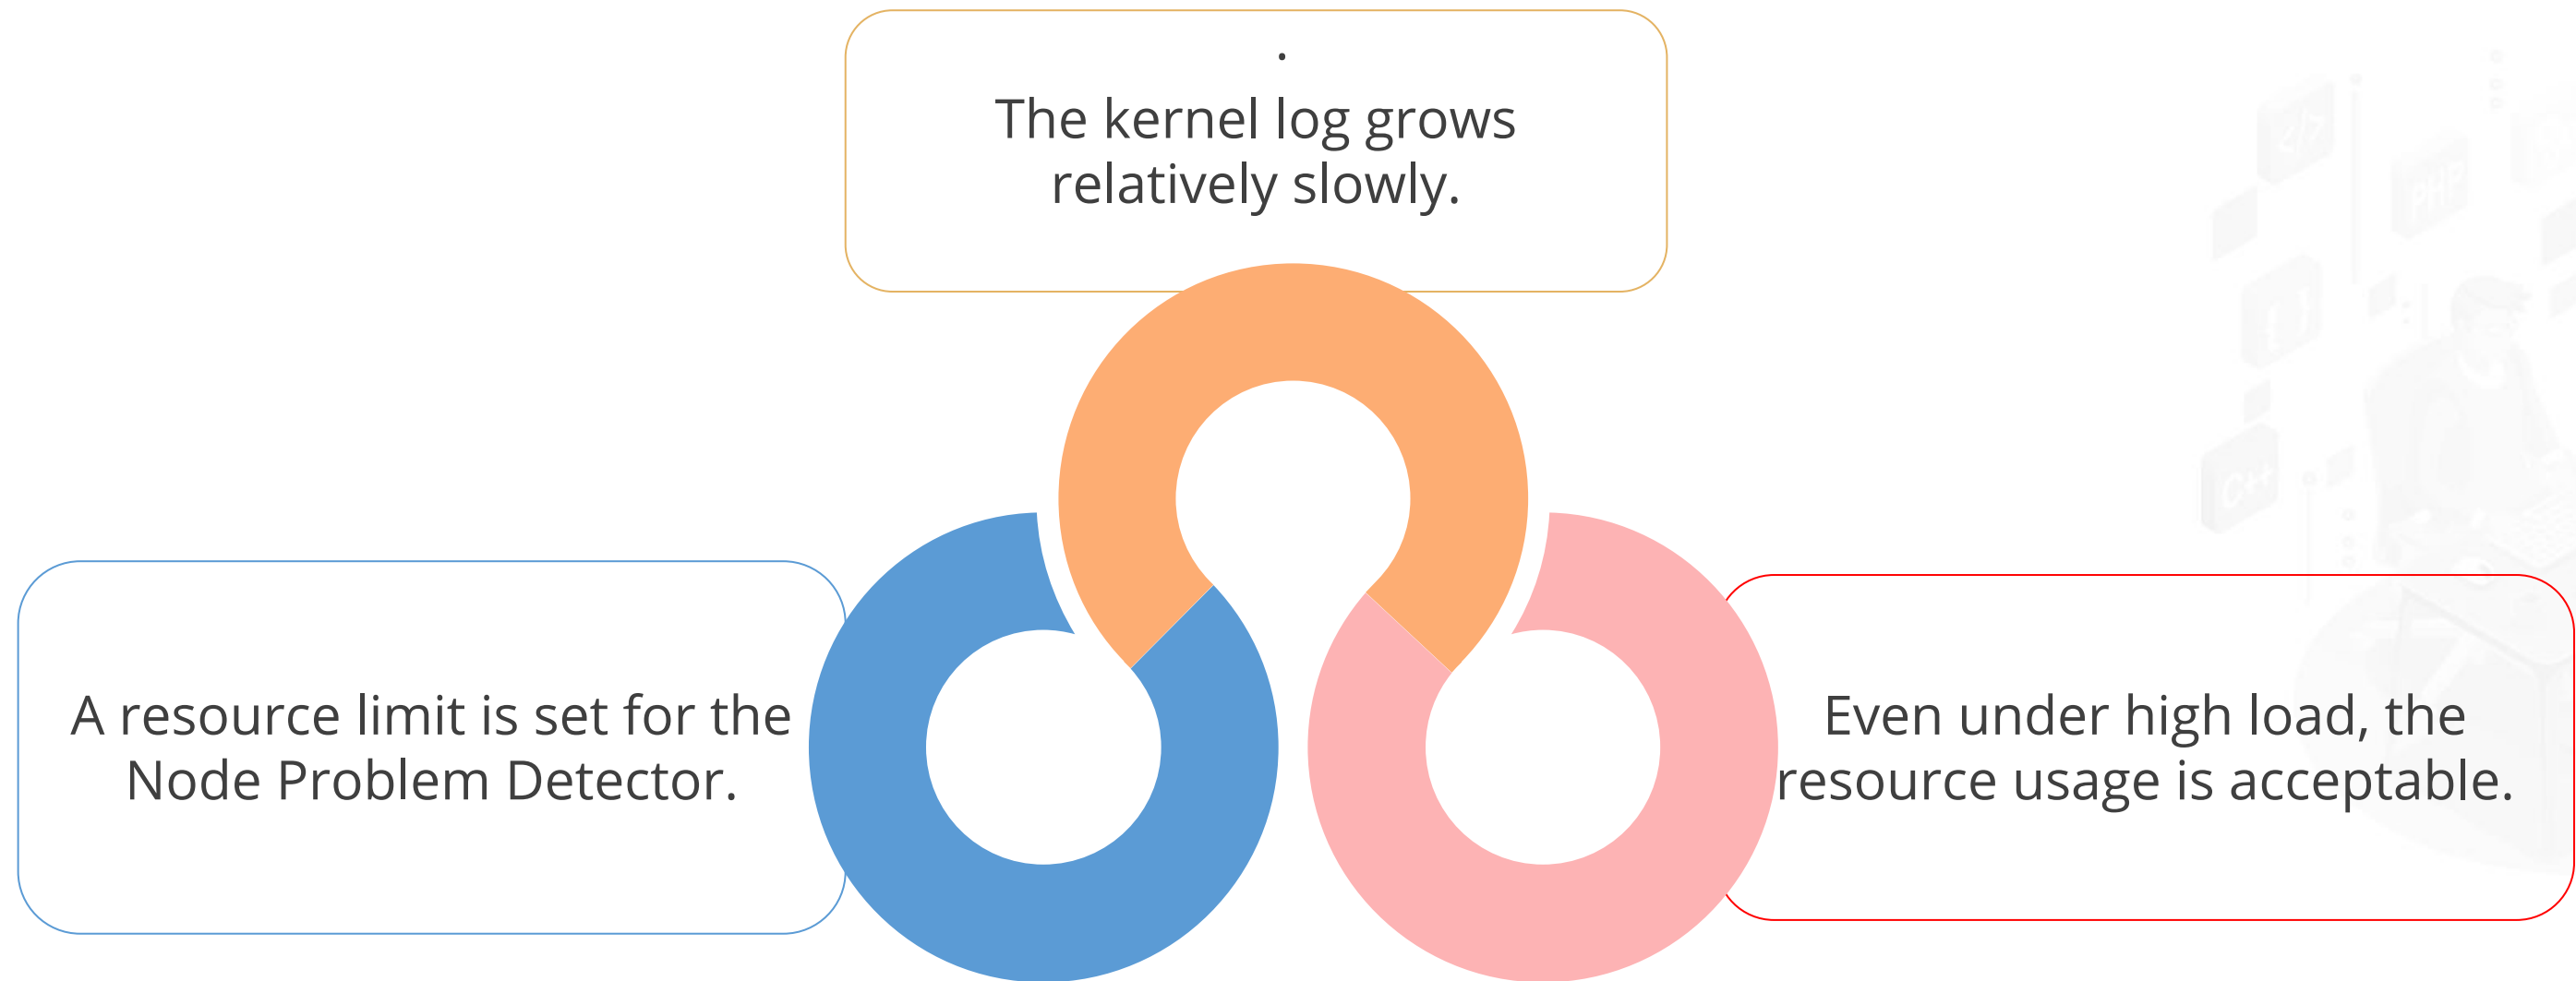 .
The kernel log grows
relatively slowly.
A resource limit is set for the
Node Problem Detector.
Even under high load, the
resource usage is acceptable.
PHP
C++